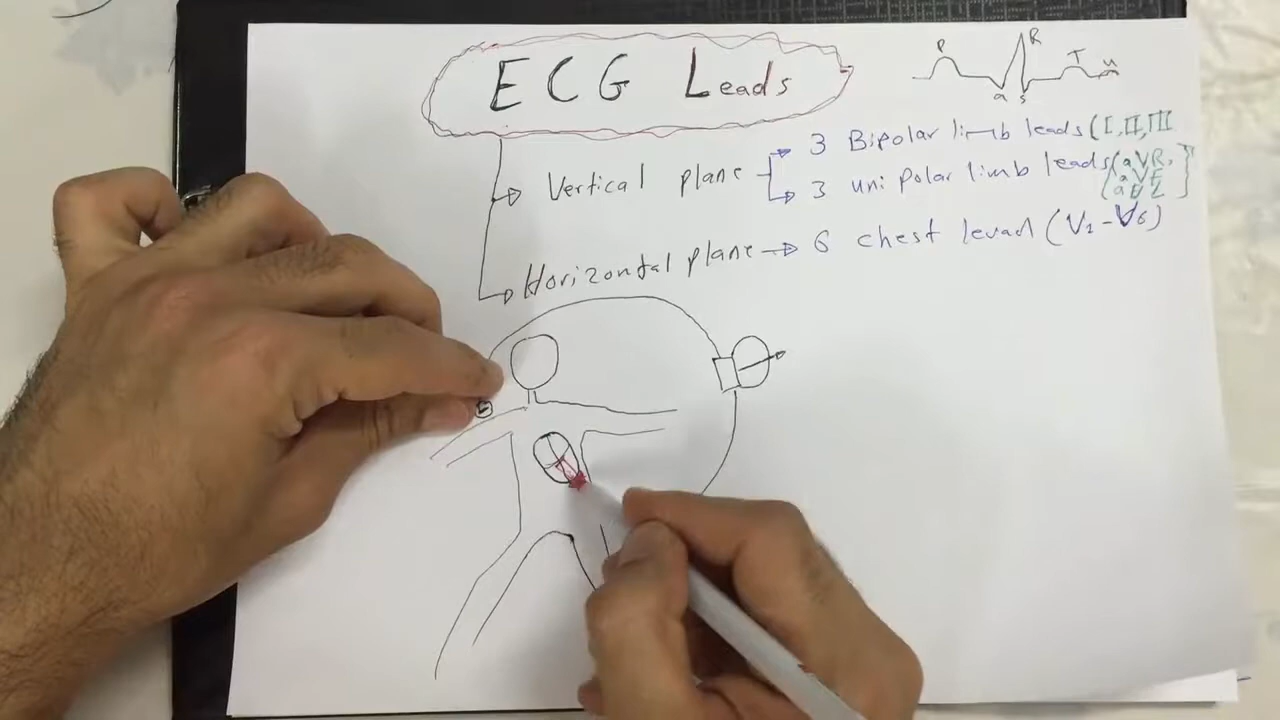 ECG Leads
P R T u
a s
Vertical plane → 3 Bipolar limb leads (I, II, III
→ 3 uni polar limb leads (aVR,
aVF
aVL }
Horizontal plane → 6 chest levad (V1-V6)